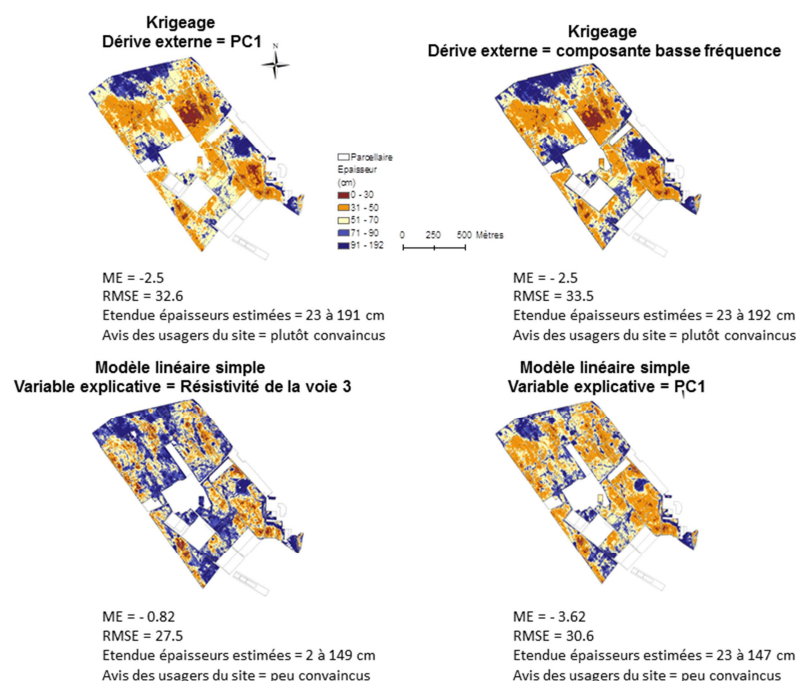 Krigeage
Dérive externe = PC1
N
Krigeage
Dérive externe = composante basse fréquence
Parcellaire
Epaisseur
(cm)
0 - 30
31 - 50
51 - 70
71 - 90
91 - 192
0 250 500 Mètres
ME = -2.5
RMSE = 32.6
Etendue épaisseurs estimées = 23 à 191 cm
Avis des usagers du site = plutôt convaincus
ME = - 2.5
RMSE = 33.5
Etendue épaisseurs estimées = 23 à 192 cm
Avis des usagers du site = plutôt convaincus
Modèle linéaire simple
Variable explicative = Résistivité de la voie 3
Modèle linéaire simple
Variable explicative = PC1
ME = - 0.82
RMSE = 27.5
Etendue épaisseurs estimées = 2 à 149 cm
Avis des usagers du site = peu convaincus
ME = - 3.62
RMSE = 30.6
Etendue épaisseurs estimées = 23 à 147 cm
Avis des usagers du site = peu convaincus